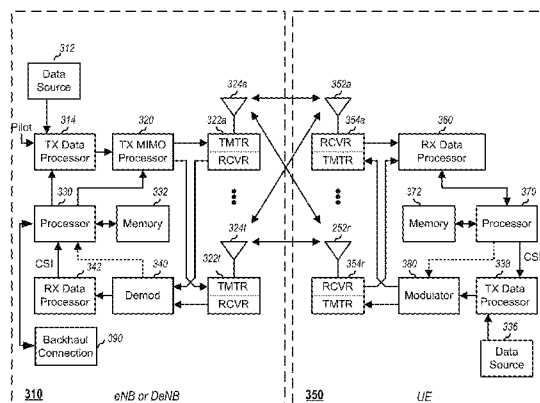 312
Data
Source
Pilot
314
TX Data
Processor
320
TX MIMO
Processor
324a
322a
TMTR
RCVR
330
Processor
332
Memory
CSI
342
RX Data
Processor
340
Demod
324t
322t
TMTR
RCVR
Backhaul
Connection
390
310
eNB or DeNB
352a
354a
RCVR
TMTR
360
RX Data
Processor
372
Memory
370
Processor
CSI
252r
354r
RCVR
TMTR
380
Modulator
338
TX Data
Processor
336
Data
Source
350
UE